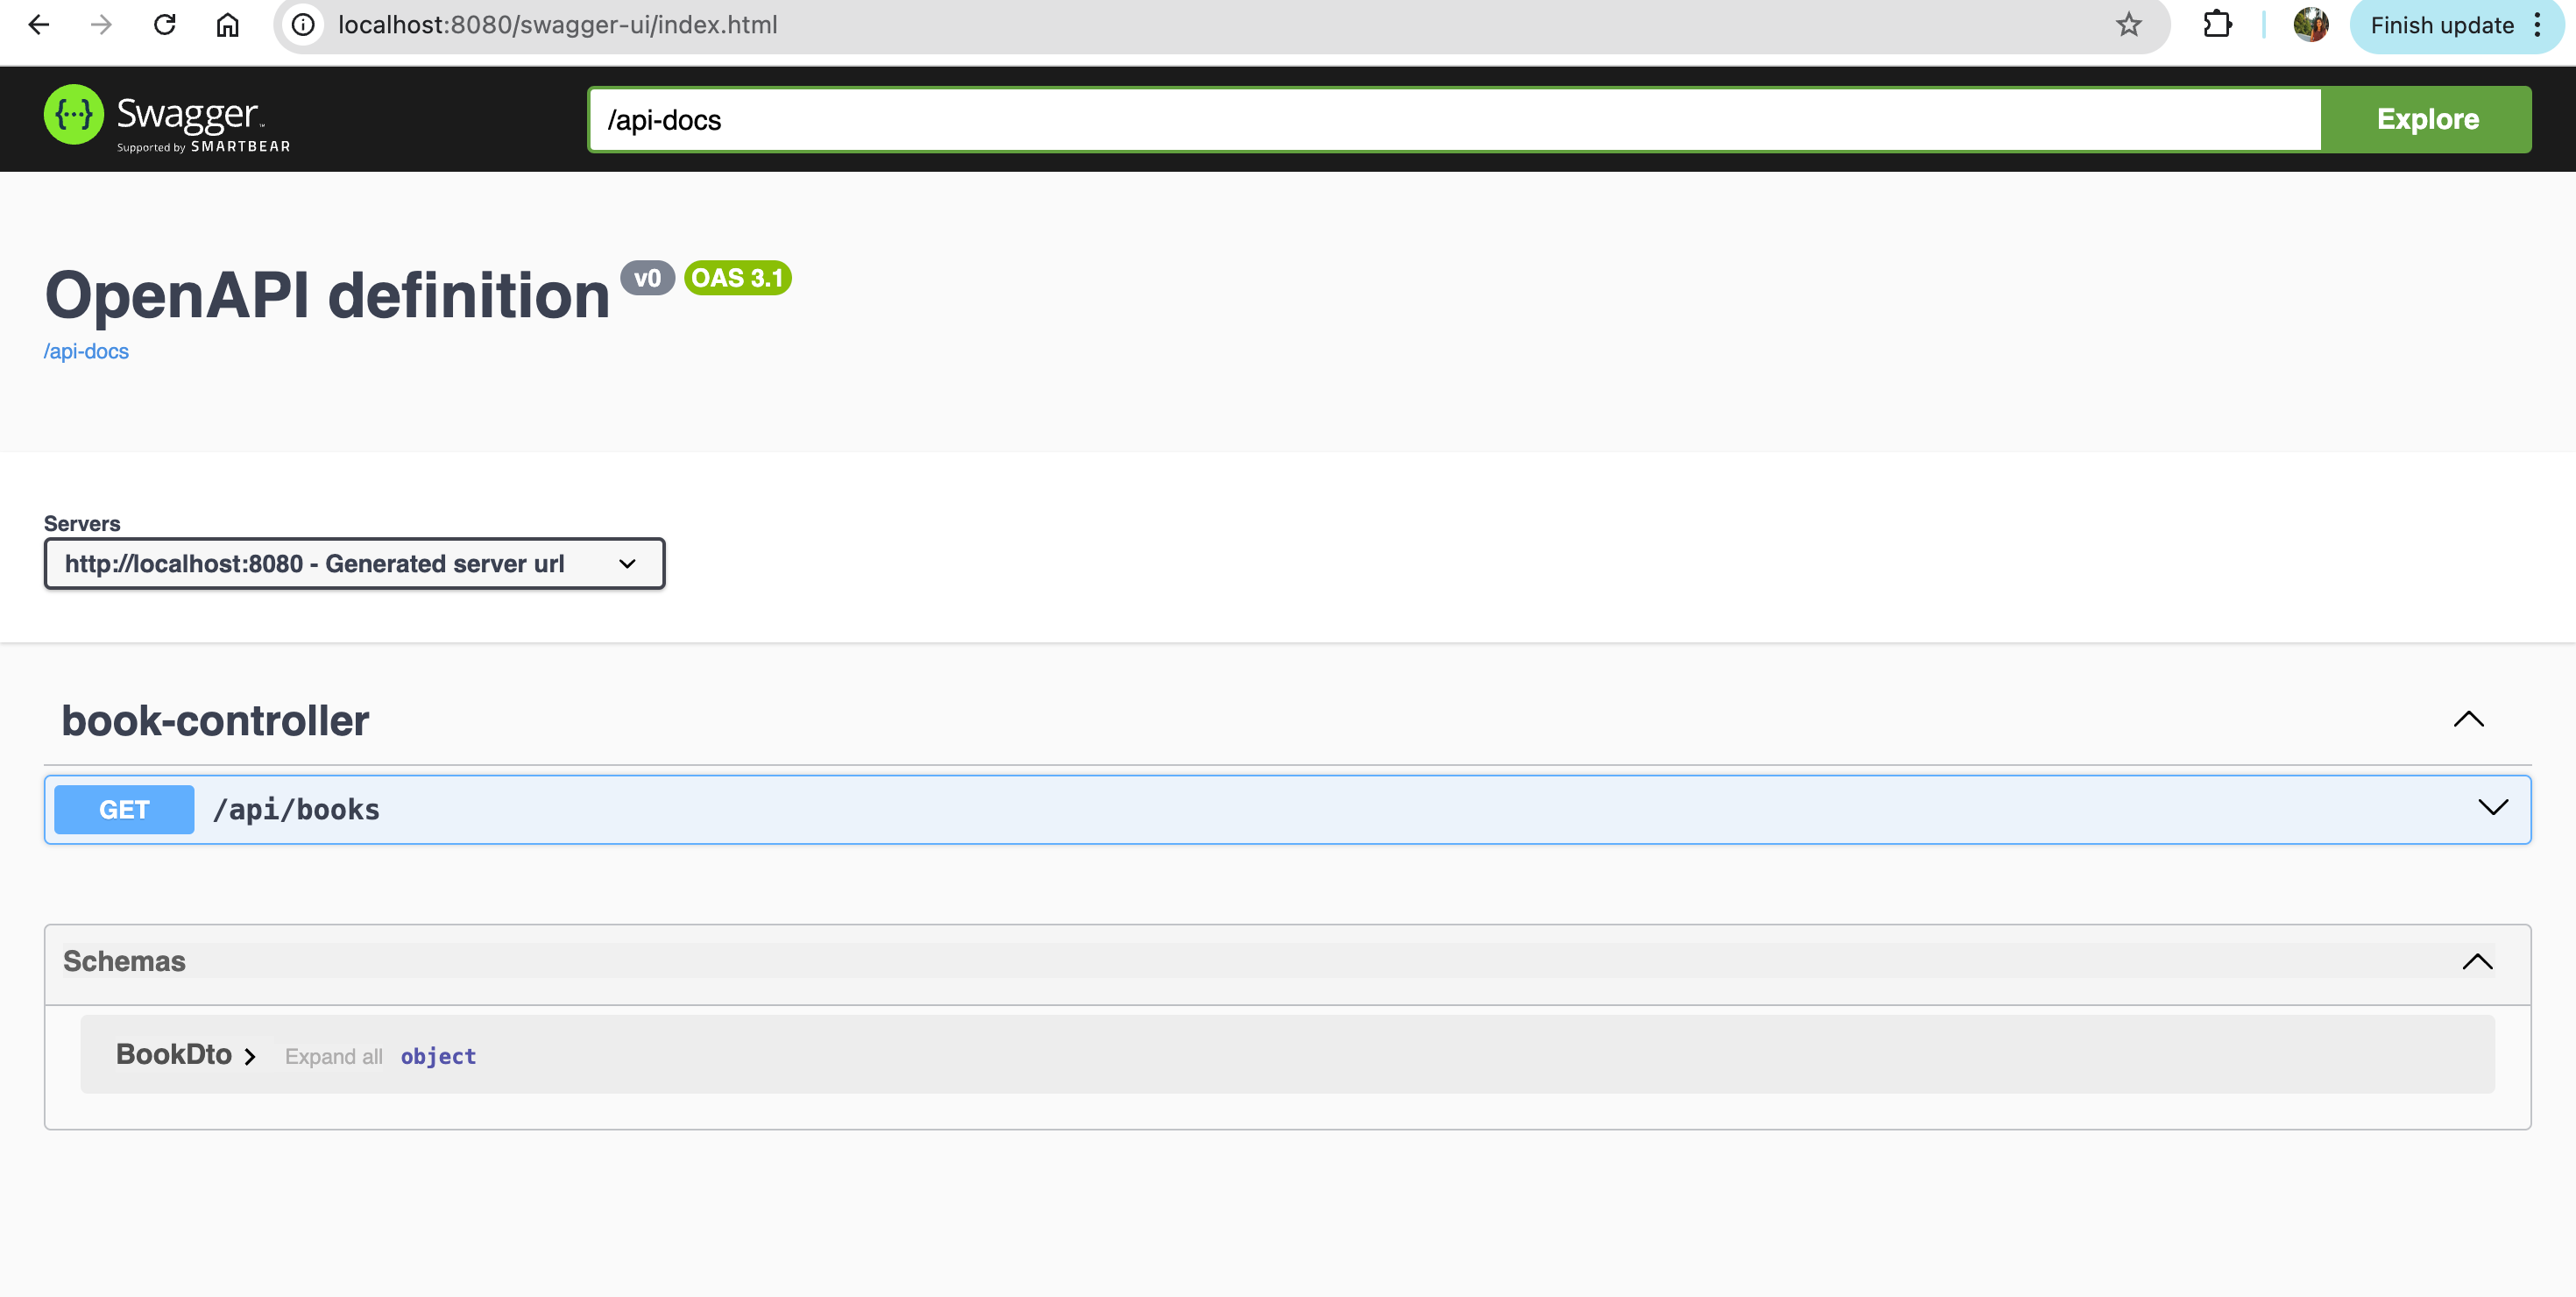 localhost:8080/swagger-ui/index.html
Finish update
{···} Swagger™
Supported by SMARTBEAR
/api-docs
Explore
OpenAPI definition v0 OAS 3.1
/api-docs
Servers
http://localhost:8080 - Generated server url
book-controller
GET /api/books
Schemas
BookDto Expand all object